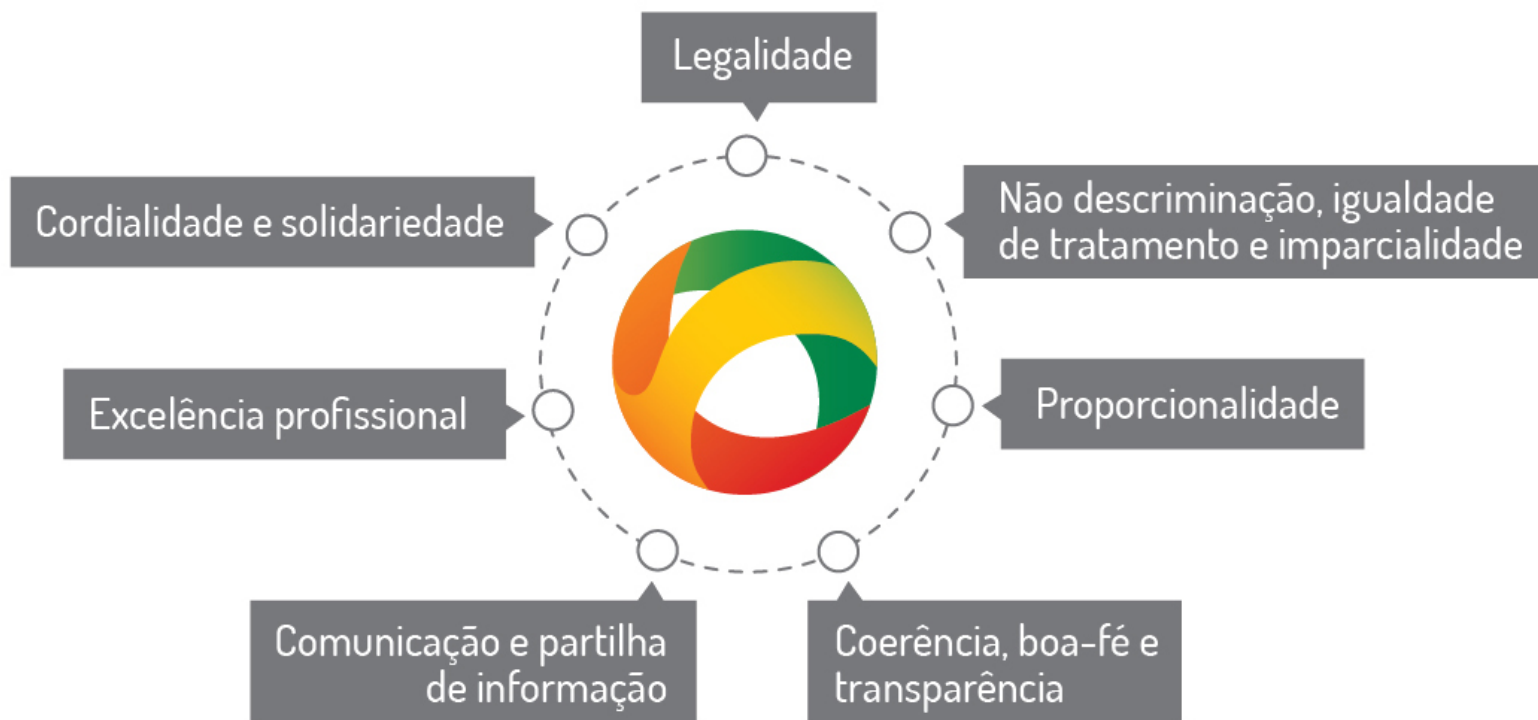 Legalidade
Não descriminação, igualdade
de tratamento e imparcialidade
Proporcionalidade
Coerência, boa-fé e
transparência
Comunicação e partilha
de informação
Excelência profissional
Cordialidade e solidariedade